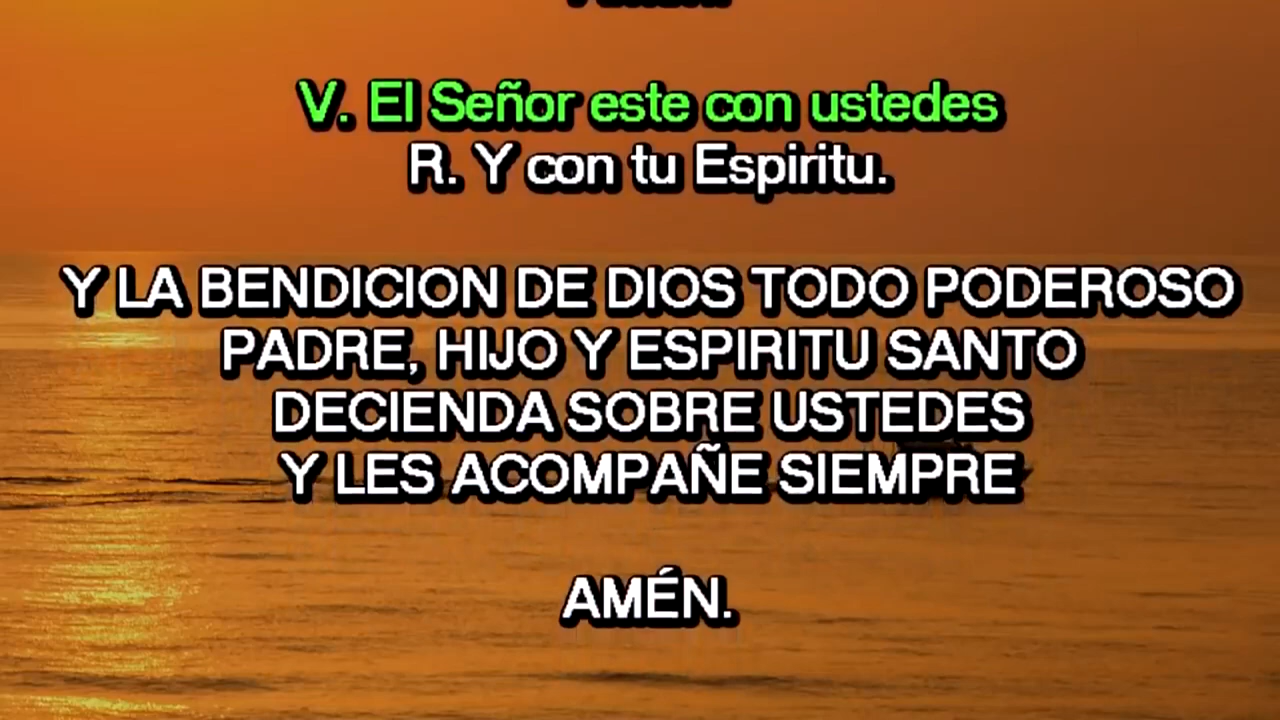 V. El Señor este con ustedes
R. Y con tu Espiritu.
Y LA BENDICION DE DIOS TODO PODEROSO
PADRE, HIJO Y ESPIRITU SANTO
DECIENDA SOBRE USTEDES
Y LES ACOMPAÑE SIEMPRE
AMÉN.